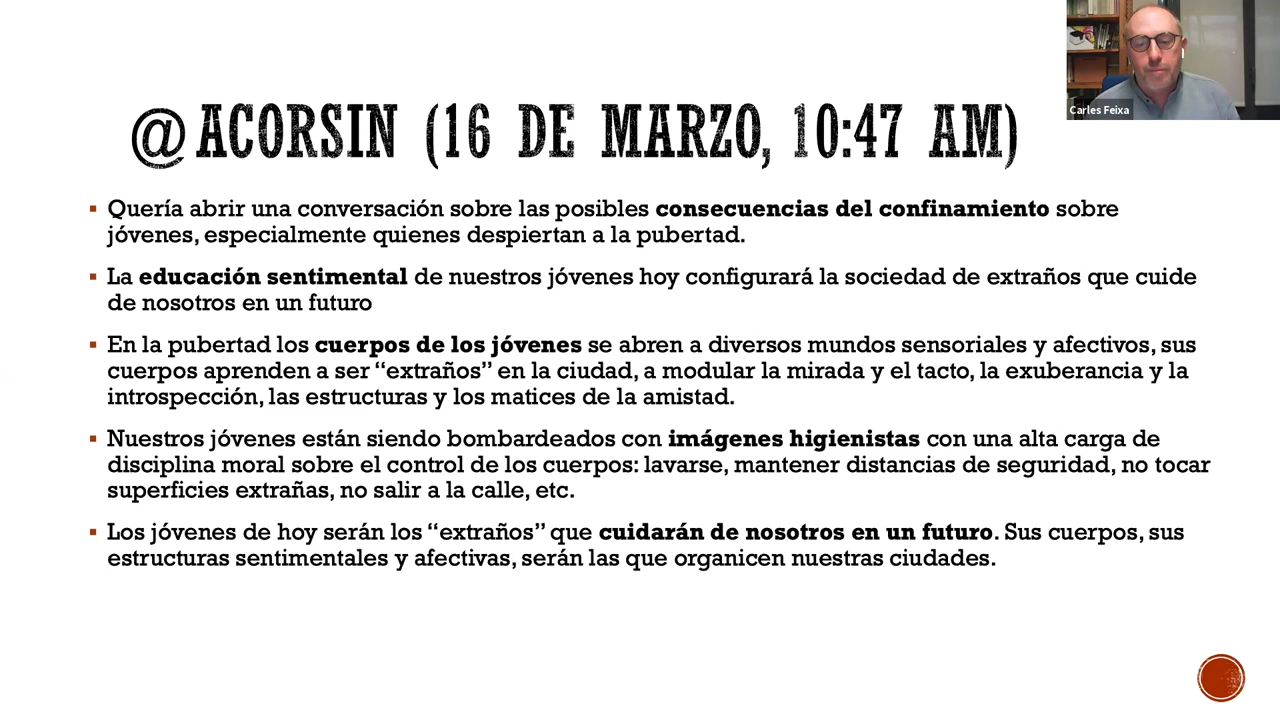 @ACORSIN (16 DE MARZO, 10:47 AM)
Carles Feixa
▪ Quería abrir una conversación sobre las posibles consecuencias del confinamiento sobre
jóvenes, especialmente quienes despiertan a la pubertad.
▪ La educación sentimental de nuestros jóvenes hoy configurará la sociedad de extraños que cuide
de nosotros en un futuro
▪ En la pubertad los cuerpos de los jóvenes se abren a diversos mundos sensoriales y afectivos, sus
cuerpos aprenden a ser “extraños” en la ciudad, a modular la mirada y el tacto, la exuberancia y la
introspección, las estructuras y los matices de la amistad.
▪ Nuestros jóvenes están siendo bombardeados con imágenes higienistas con una alta carga de
disciplina moral sobre el control de los cuerpos: lavarse, mantener distancias de seguridad, no tocar
superficies extrañas, no salir a la calle, etc.
▪ Los jóvenes de hoy serán los “extraños” que cuidarán de nosotros en un futuro. Sus cuerpos, sus
estructuras sentimentales y afectivas, serán las que organicen nuestras ciudades.